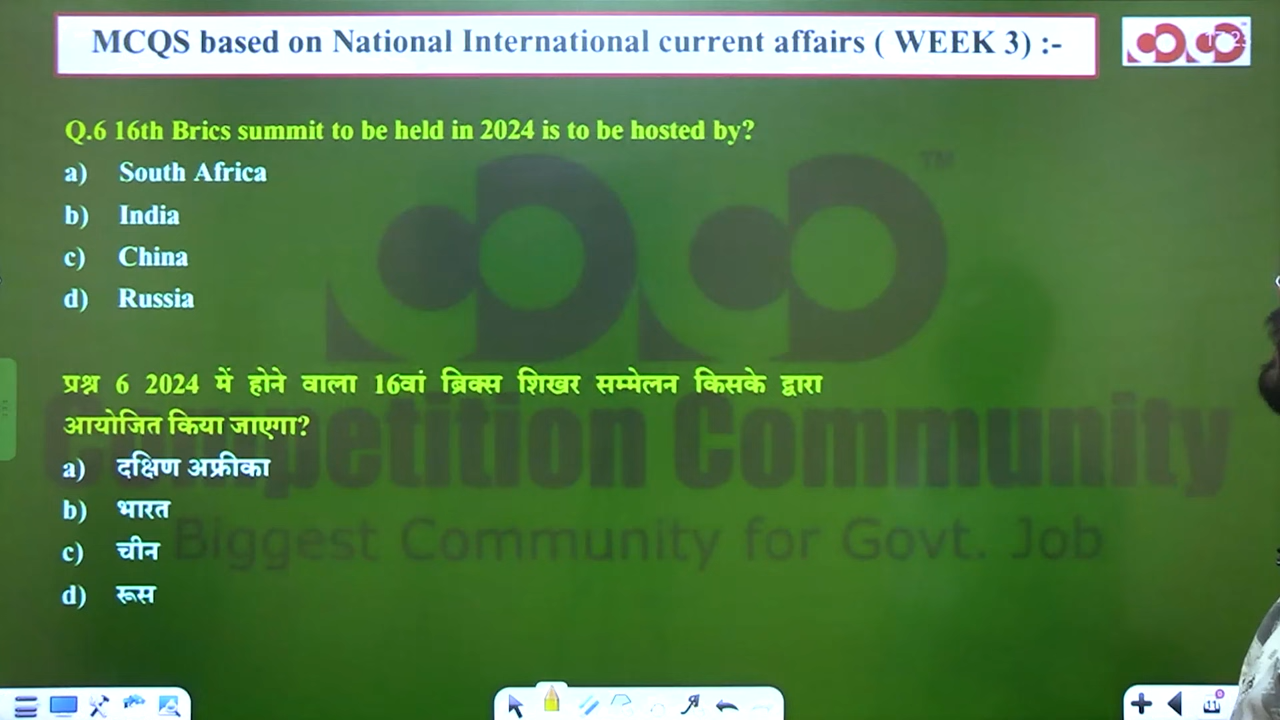 MCQS based on National International current affairs ( WEEK 3) :-
Q.6 16th Brics summit to be held in 2024 is to be hosted by?
a) South Africa
b) India
c) China
d) Russia
प्रश्न 6 2024 में होने वाला 16वां ब्रिक्स शिखर सम्मेलन किसके द्वारा
आयोजित किया जाएगा?
a) दक्षिण अफ्रीका
b) भारत
c) चीन
d) रूस
TM
Competition Community
Biggest Community for Govt. Job